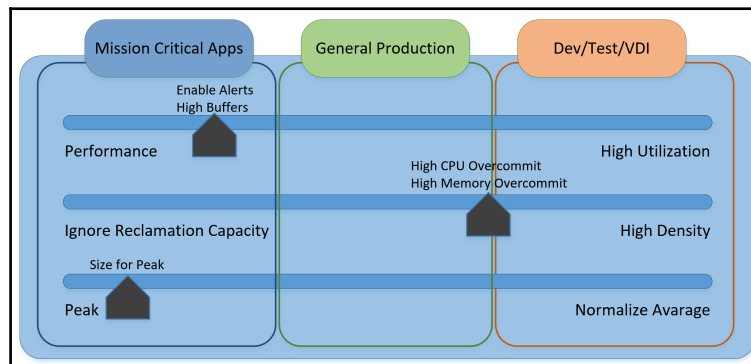 Mission Critical Apps
General Production
Dev/Test/VDI
Enable Alerts
High Buffers
Performance
High Utilization
High CPU Overcommit
High Memory Overcommit
Ignore Reclamation Capacity
High Density
Size for Peak
Peak
Normalize Avarage